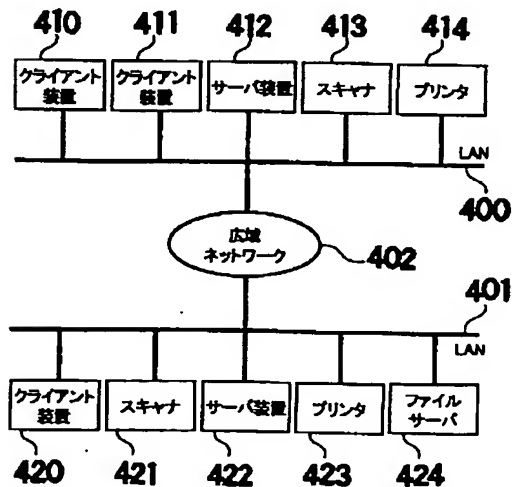 410 411 412 413 414
クライアント 装置
クライアント 装置
サーバ装置
スキャナ
プリンタ
LAN
400
広域
ネットワーク
402
401
LAN
クライアント 装置
スキャナ
サーバ装置
プリンタ
ファイル サーバ
420 421 422 423 424